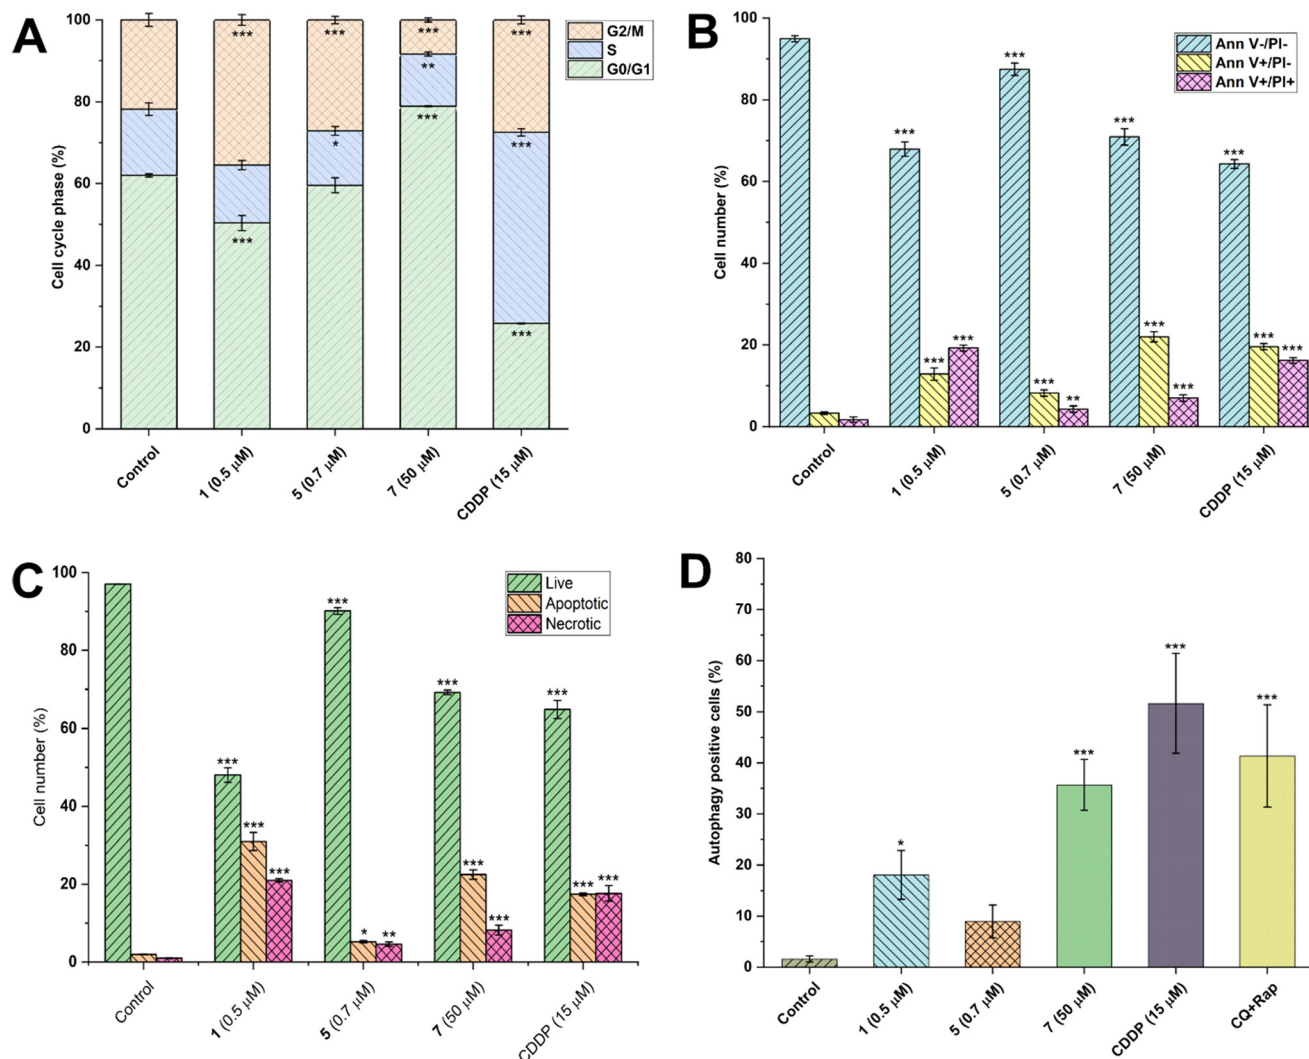 A
Cell cycle phase (%)
100
80
60
40
20
0
G2/M
S
G0/G1
***
***
***
***
*
**
***
***
***
***
Control
1 (0.5 μM)
5 (0.7 μM)
7 (50 μM)
CDDP (15 μM)
B
Cell number (%)
100
80
60
40
20
0
Ann V-/PI-
Ann V+/PI-
Ann V+/PI+
***
***
***
***
***
**
***
***
***
***
***
***
Control
1 (0.5 μM)
5 (0.7 μM)
7 (50 μM)
CDDP (15 μM)
C
Cell number (%)
100
80
60
40
20
0
Live
Apoptotic
Necrotic
***
***
***
***
*
**
***
***
***
***
***
***
Control
1 (0.5 μM)
5 (0.7 μM)
7 (50 μM)
CDDP (15 μM)
D
Autophagy positive cells (%)
80
70
60
50
40
30
20
10
0
*
***
***
***
Control
1 (0.5 μM)
5 (0.7 μM)
7 (50 μM)
CDDP (15 μM)
CQ+Rap